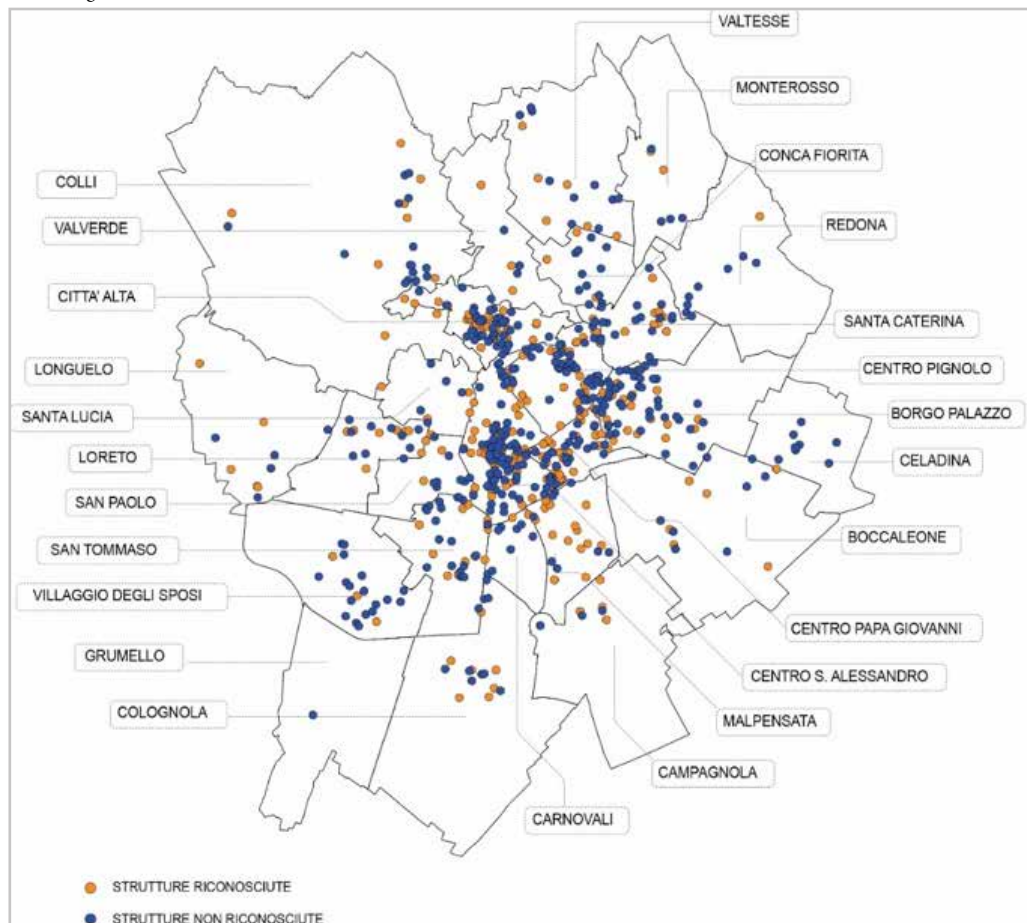 VALTESSE
MONTEROSSO
CONCA FIORITA
COLLI
REDONA
VALVERDE
CITTA' ALTA
SANTA CATERINA
LONGUELO
CENTRO PIGNOLO
SANTA LUCIA
BORGO PALAZZO
LORETO
CELADINA
SAN PAOLO
BOCCALEONE
SAN TOMMASO
VILLAGGIO DEGLI SPOSI
CENTRO PAPA GIOVANNI
GRUMELLO
CENTRO S. ALESSANDRO
COLOGNOLA
MALPENSATA
CAMPAGNOLA
CARNOVALI
STRUTTURE RICONOSCIUTE
STRUTTURE NON RICONOSCIUTE